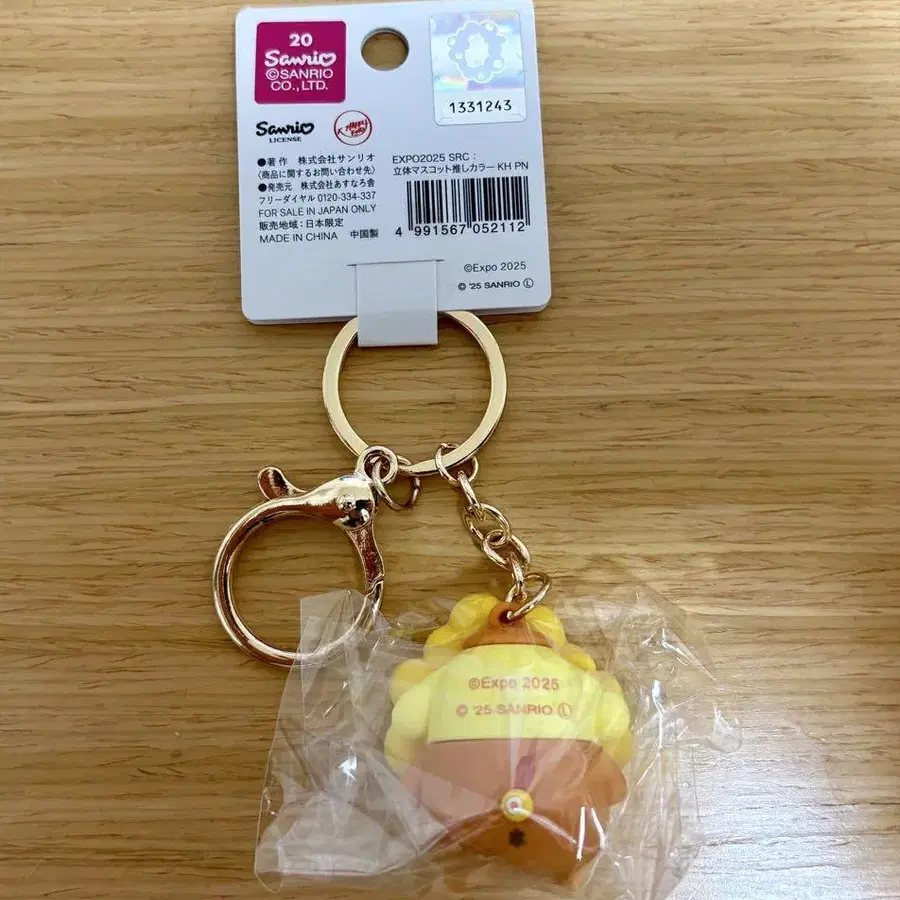 20
Sanrio
©SANRIO
CO.,LTD.
1331243
Sanrio
LICENSE
EXPO2025 SRC：
立体マスコット推しカラー KH PN
●著作 株式会社サンリオ
〈商品に関するお問い合わせ先〉
●発売元 株式会社あすなろ舎
フリーダイヤル 0120-334-337
FOR SALE IN JAPAN ONLY
販売地域：日本限定
MADE IN CHINA 中国製
4 991567 052112
©Expo 2025
© '25 SANRIO Ⓛ
©Expo 2025
© '25 SANRIO Ⓛ